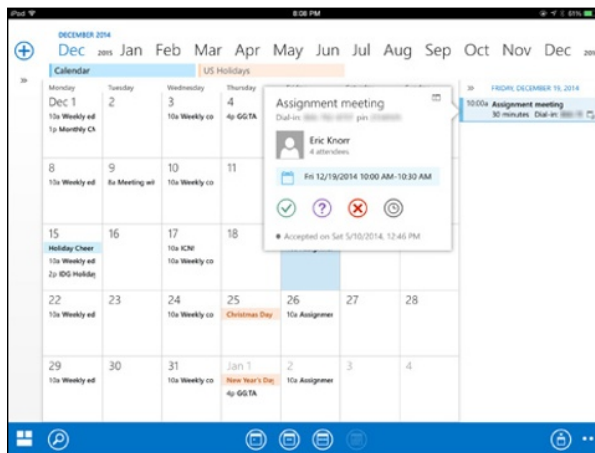 iPod
8:08 PM
61%
DECEMBER 2014
Dec 2015 Jan Feb Mar Apr May Jun Jul Aug Sep Oct Nov Dec
Calendar
US Holidays
Monday Tuesday Wednesday Thursday
Dec 1
10a Weekly ed
1p Monthly CN
2
3
10a Weekly co
4
4p GG:TA
8
10a Weekly ed
9
8a Meeting wit
10
10a Weekly co
11
15
Holiday Cheer
10a Weekly ed
2p IDG Holiday
16
17
10a ICN!
10a Weekly co
18
22
10a Weekly ed
23
24
10a Weekly co
25
Christmas Day
26
10a Assignmer
27
28
29
10a Weekly ed
30
31
10a Weekly co
Jan 1
New Year's Day
4p GG:TA
2
10a Assignmer
3
4
Assignment meeting
Dial-in: pin
Eric Knorr
4 attendees
Fri 12/19/2014 10:00 AM-10:30 AM
Accepted on Sat 5/10/2014, 12:46 PM
FRIDAY, DECEMBER 19, 2014
10:00a Assignment meeting
30 minutes Dial-in: